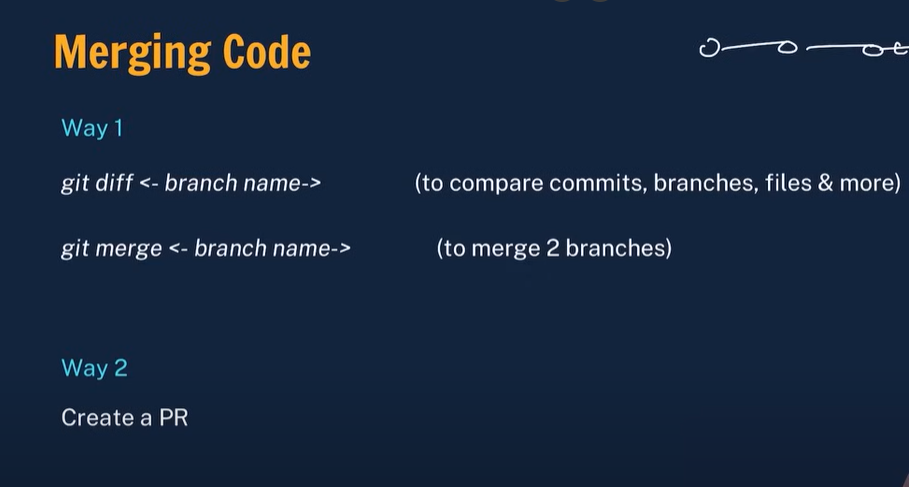 Merging Code
Way 1
git diff <- branch name-> (to compare commits, branches, files & more)
git merge <- branch name-> (to merge 2 branches)
Way 2
Create a PR